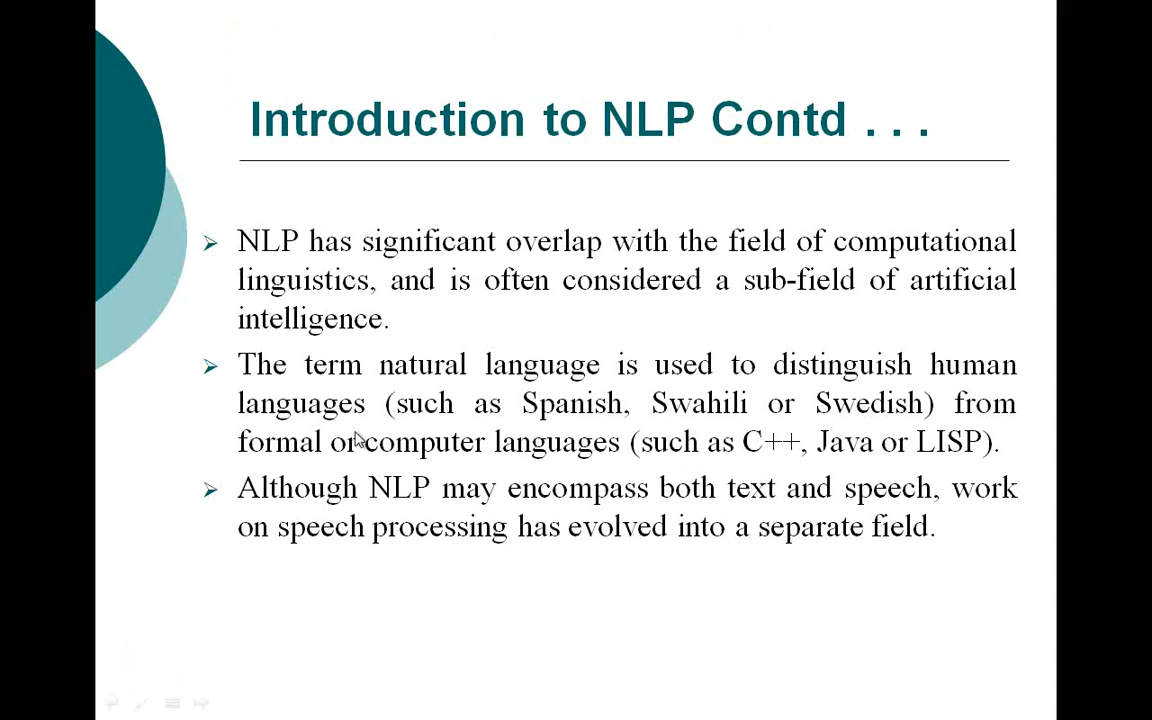 Introduction to NLP Contd . . .
NLP has significant overlap with the field of computational
linguistics, and is often considered a sub-field of artificial
intelligence.
The term natural language is used to distinguish human
languages (such as Spanish, Swahili or Swedish) from
formal or computer languages (such as C++, Java or LISP).
Although NLP may encompass both text and speech, work
on speech processing has evolved into a separate field.